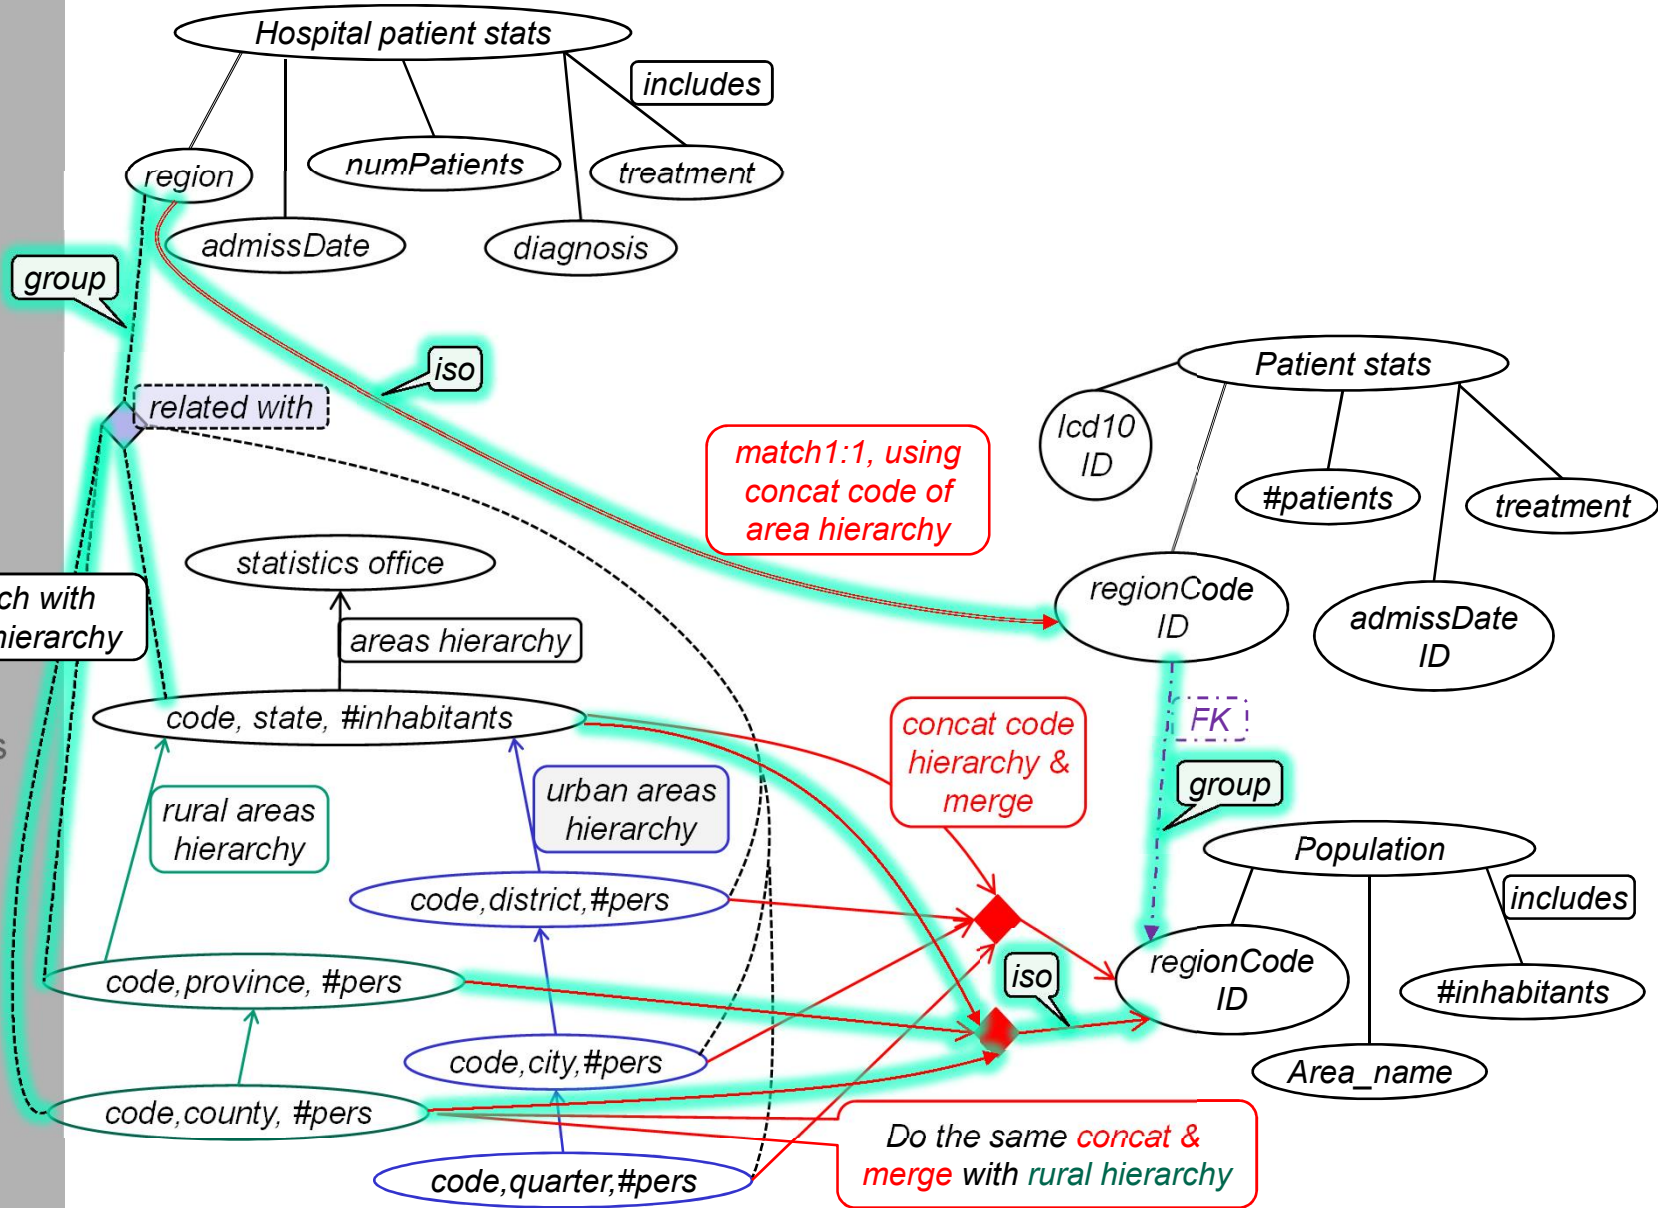 Hospital patient stats
includes
region
numPatients
treatment
admissDate
diagnosis
group
iso
related with
Patient stats
Icd10
ID
#patients
treatment
match1:1, using
concat code of
area hierarchy
regionCode
ID
admissDate
ID
statistics office
ch with
hierarchy
areas hierarchy
code, state, #inhabitants
concat code
hierarchy &
merge
FK
group
s
rural areas
hierarchy
urban areas
hierarchy
Population
includes
code,district,#pers
code,province, #pers
iso
regionCode
ID
#inhabitants
code,city,#pers
Area_name
code,county, #pers
Do the same concat &
merge with rural hierarchy
code,quarter,#pers